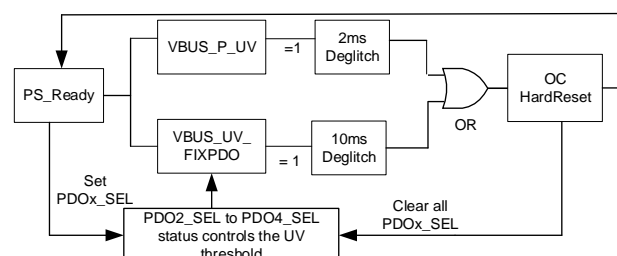 VBUS_P_UV
=1
2ms
Deglitch
PS_Ready
OC
HardReset
OR
VBUS_UV_
FIXPDO
= 1
10ms
Deglitch
Set
PDOx_SEL
Clear all
PDOx_SEL
PDO2_SEL to PDO4_SEL
status controls the UV
threshold